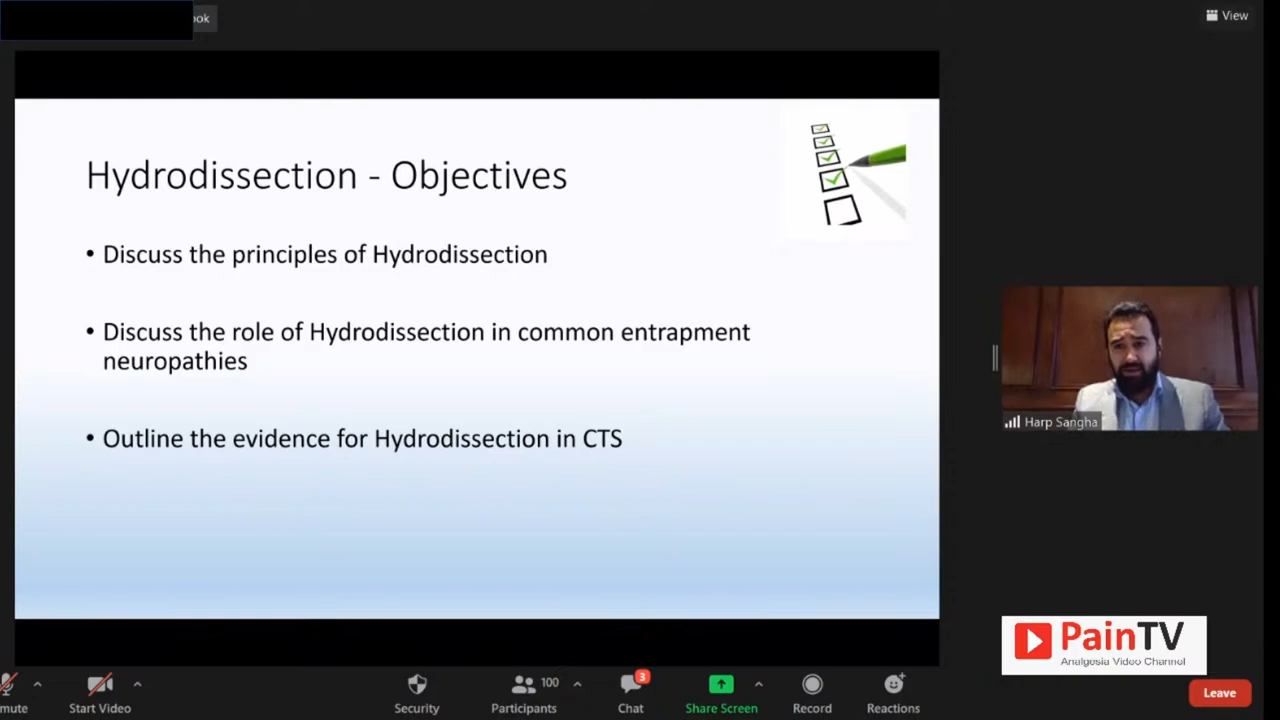 ook
View
Hydrodissection - Objectives
• Discuss the principles of Hydrodissection
• Discuss the role of Hydrodissection in common entrapment
neuropathies
• Outline the evidence for Hydrodissection in CTS
Harp Sangha
PainTV
Analgesia Video Channel
mute
Start Video
Security
100
Participants
3
Chat
Share Screen
Record
Reactions
Leave